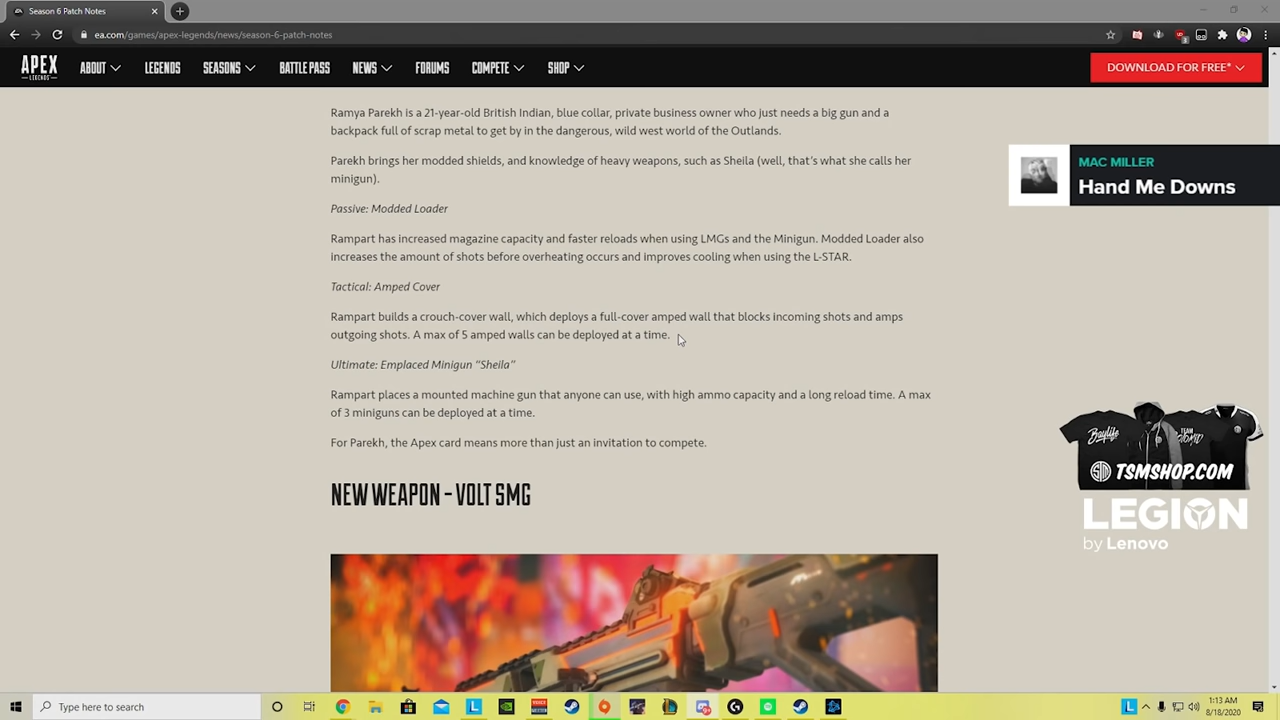 Season 6 Patch Notes
ea.com/games/apex-legends/news/season-6-patch-notes
APEX LEGENDS ABOUT LEGENDS SEASONS BATTLE PASS NEWS FORUMS COMPETE SHOP DOWNLOAD FOR FREE*
Ramya Parekh is a 21-year-old British Indian, blue collar, private business owner who just needs a big gun and a
backpack full of scrap metal to get by in the dangerous, wild west world of the Outlands.
Parekh brings her modded shields, and knowledge of heavy weapons, such as Sheila (well, that's what she calls her
minigun).
MAC MILLER
Hand Me Downs
Passive: Modded Loader
Rampart has increased magazine capacity and faster reloads when using LMGs and the Minigun. Modded Loader also
increases the amount of shots before overheating occurs and improves cooling when using the L-STAR.
Tactical: Amped Cover
Rampart builds a crouch-cover wall, which deploys a full-cover amped wall that blocks incoming shots and amps
outgoing shots. A max of 5 amped walls can be deployed at a time.
Ultimate: Emplaced Minigun "Sheila"
Rampart places a mounted machine gun that anyone can use, with high ammo capacity and a long reload time. A max
of 3 miniguns can be deployed at a time.
For Parekh, the Apex card means more than just an invitation to compete.
Baylife
TSM TSMSHOP.COM
LEGION
by Lenovo
NEW WEAPON - VOLT SMG
Type here to search
1:13 AM
8/18/2020